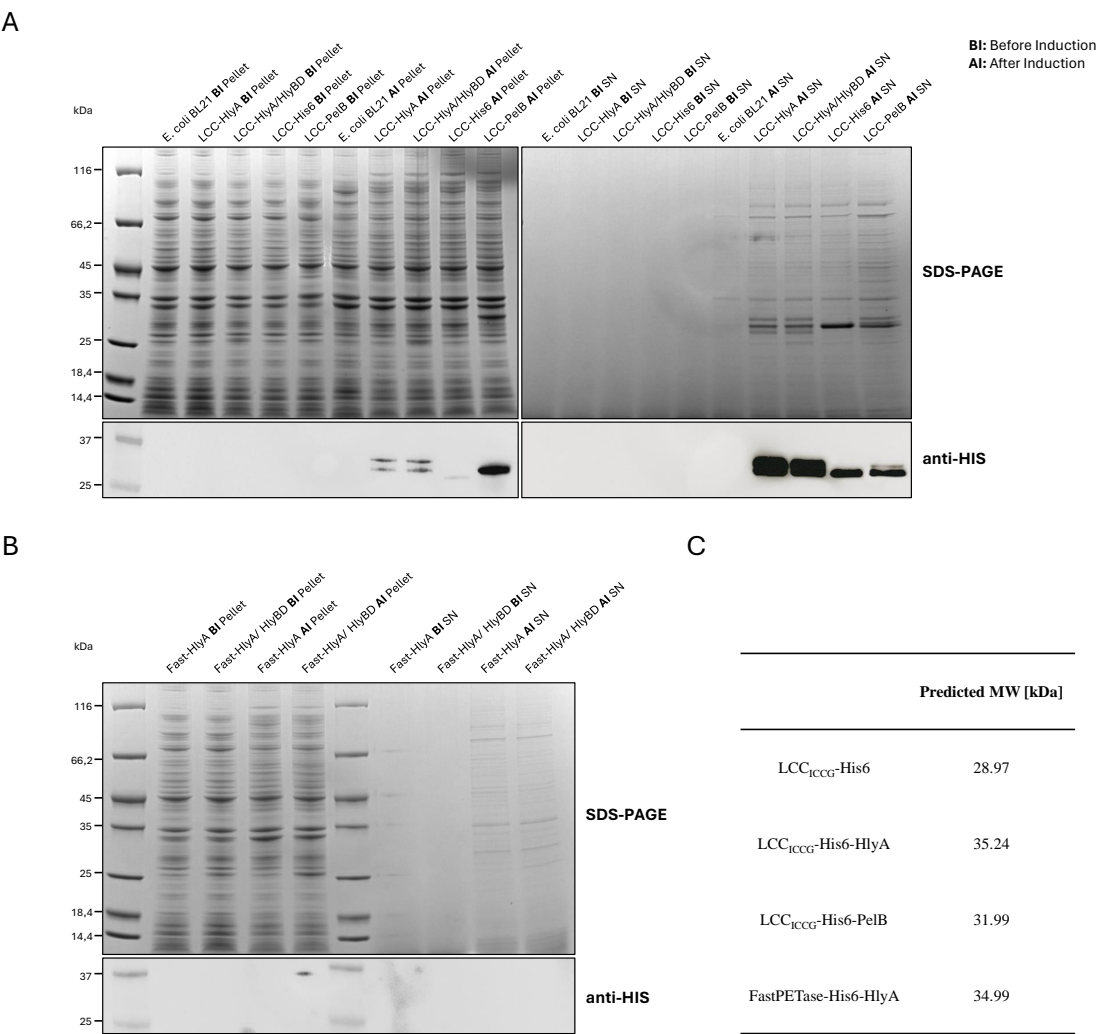 A
BI: Before Induction
AI: After Induction
kDa
E. coli BL21 BI Pellet
LCC-HlyA BI Pellet
LCC-HlyA/HlyBD BI Pellet
LCC-His6 BI Pellet
LCC-PelB BI Pellet
E. coli BL21 AI Pellet
LCC-HlyA AI Pellet
LCC-HlyA/HlyBD AI Pellet
LCC-His6 AI Pellet
LCC-PelB AI Pellet
E. coli BL21 BI SN
LCC-HlyA BI SN
LCC-HlyA/HlyBD BI SN
LCC-His6 BI SN
LCC-PelB BI SN
E. coli BL21 AI SN
LCC-HlyA AI SN
LCC-HlyA/HlyBD AI SN
LCC-His6 AI SN
LCC-PelB AI SN
116
66,2
45
35
25
18,4
14,4
SDS-PAGE
37
25
anti-HIS
B
kDa
Fast-HlyA BI Pellet
Fast-HlyA/ HlyBD BI Pellet
Fast-HlyA AI Pellet
Fast-HlyA/ HlyBD AI Pellet
Fast-HlyA BI SN
Fast-HlyA/ HlyBD BI SN
Fast-HlyA AI SN
Fast-HlyA/ HlyBD AI SN
116
66,2
45
35
25
18,4
14,4
SDS-PAGE
37
25
anti-HIS
C
Predicted MW [kDa]
LCCICCG-His6 28.97
LCCICCG-His6-HlyA 35.24
LCCICCG-His6-PelB 31.99
FastPETase-His6-HlyA 34.99